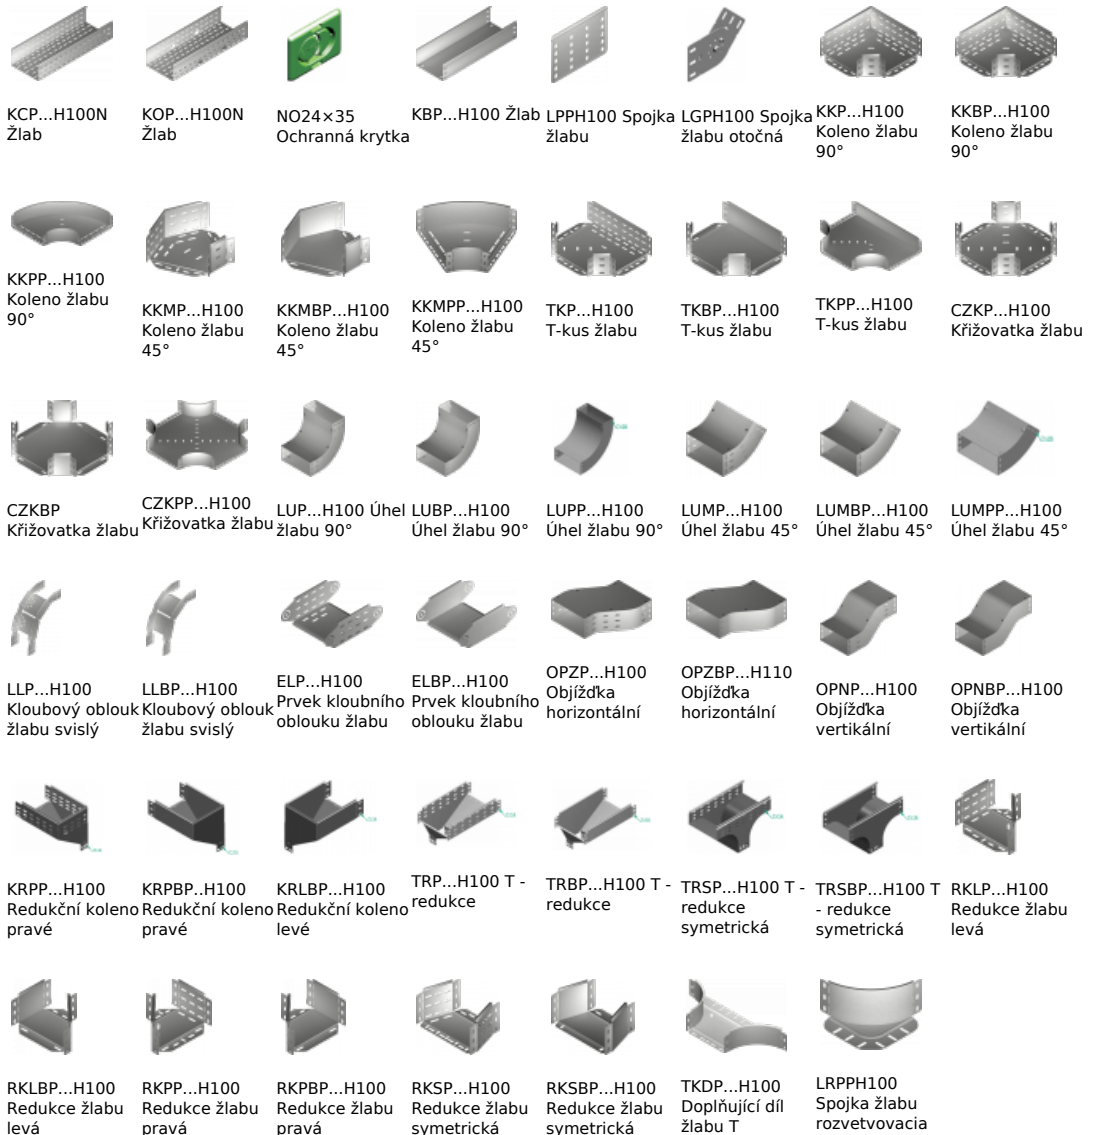 KCP...H100N
Žlab
KOP...H100N
Žlab
NO24×35
Ochranná krytka
KBP...H100 Žlab
LPPH100 Spojka
žlabu
LGPH100 Spojka
žlabu otočná
KKP...H100
Koleno žlabu
90°
KKBP...H100
Koleno žlabu
90°
KKPP...H100
Koleno žlabu
90°
KKMP...H100
Koleno žlabu
45°
KKMBP...H100
Koleno žlabu
45°
KKMPP...H100
Koleno žlabu
45°
TKP...H100
T-kus žlabu
TKBP...H100
T-kus žlabu
TKPP...H100
T-kus žlabu
CZKP...H100
Křižovatka žlabu
CZKBP
Křižovatka žlabu
CZKPP...H100
Křižovatka žlabu
LUP...H100 Úhel
žlabu 90°
LUBP...H100
Úhel žlabu 90°
LUPP...H100
Úhel žlabu 90°
LUMP...H100
Úhel žlabu 45°
LUMBP...H100
Úhel žlabu 45°
LUMPP...H100
Úhel žlabu 45°
LLP...H100
Kloubový oblouk
žlabu svislý
LLBP...H100
Kloubový oblouk
žlabu svislý
ELP...H100
Prvek kloubního
oblouku žlabu
ELBP...H100
Prvek kloubního
oblouku žlabu
OPZP...H100
Objížďka
horizontální
OPZBP...H110
Objížďka
horizontální
OPNP...H100
Objížďka
vertikální
OPNBP...H100
Objížďka
vertikální
KRPP...H100
Redukční koleno
pravé
KRPBP...H100
Redukční koleno
pravé
KRLBP...H100
Redukční koleno
levé
TRP...H100 T -
redukce
TRBP...H100 T -
redukce
TRSP...H100 T -
redukce
symetrická
TRSBP...H100 T
- redukce
symetrická
RKLP...H100
Redukce žlabu
levá
RKLBP...H100
Redukce žlabu
levá
RKPP...H100
Redukce žlabu
pravá
RKPBP...H100
Redukce žlabu
pravá
RKSP...H100
Redukce žlabu
symetrická
RKSBP...H100
Redukce žlabu
symetrická
TKDP...H100
Doplňující díl
žlabu T
LRPPH100
Spojka žlabu
rozvetvovacia